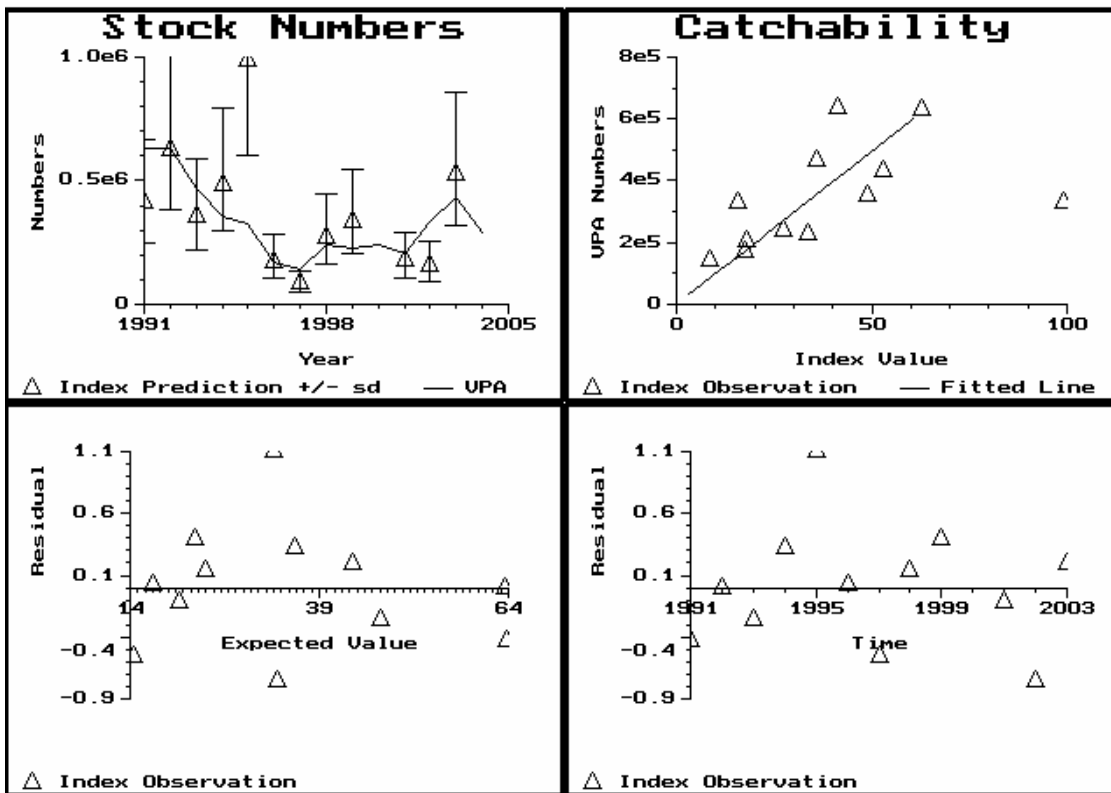 Stock Numbers
1.0e6
0.5e6
0
Numbers
1991 1998 2005
Year
△ Index Prediction +/- sd — VPA
Catchability
8e5
6e5
4e5
2e5
0
VPA Numbers
0 50 100
Index Value
△ Index Observation — Fitted Line
1.1
0.6
0.1
-0.4
-0.9
Residual
14 39 64
Expected Value
△ Index Observation
1.1
0.6
0.1
-0.4
-0.9
Residual
1991 1995 1999 2003
Time
△ Index Observation